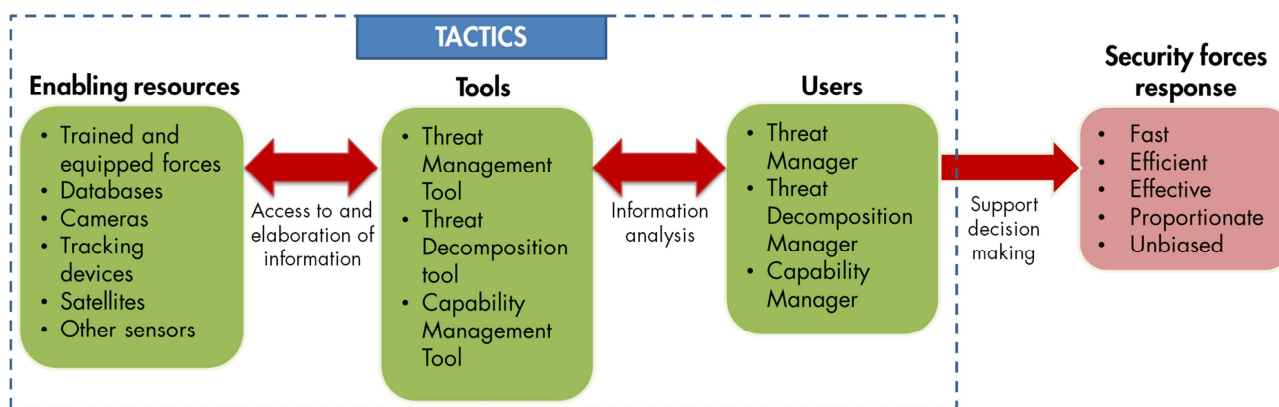 TACTICS
Enabling resources
• Trained and
equipped forces
• Databases
• Cameras
• Tracking
devices
• Satellites
• Other sensors
Access to and
elaboration of
information
Tools
• Threat
Management
Tool
• Threat
Decomposition
tool
• Capability
Management
Tool
Information
analysis
Users
• Threat
Manager
• Threat
Decomposition
Manager
• Capability
Manager
Support
decision
making
Security forces
response
• Fast
• Efficient
• Effective
• Proportionate
• Unbiased